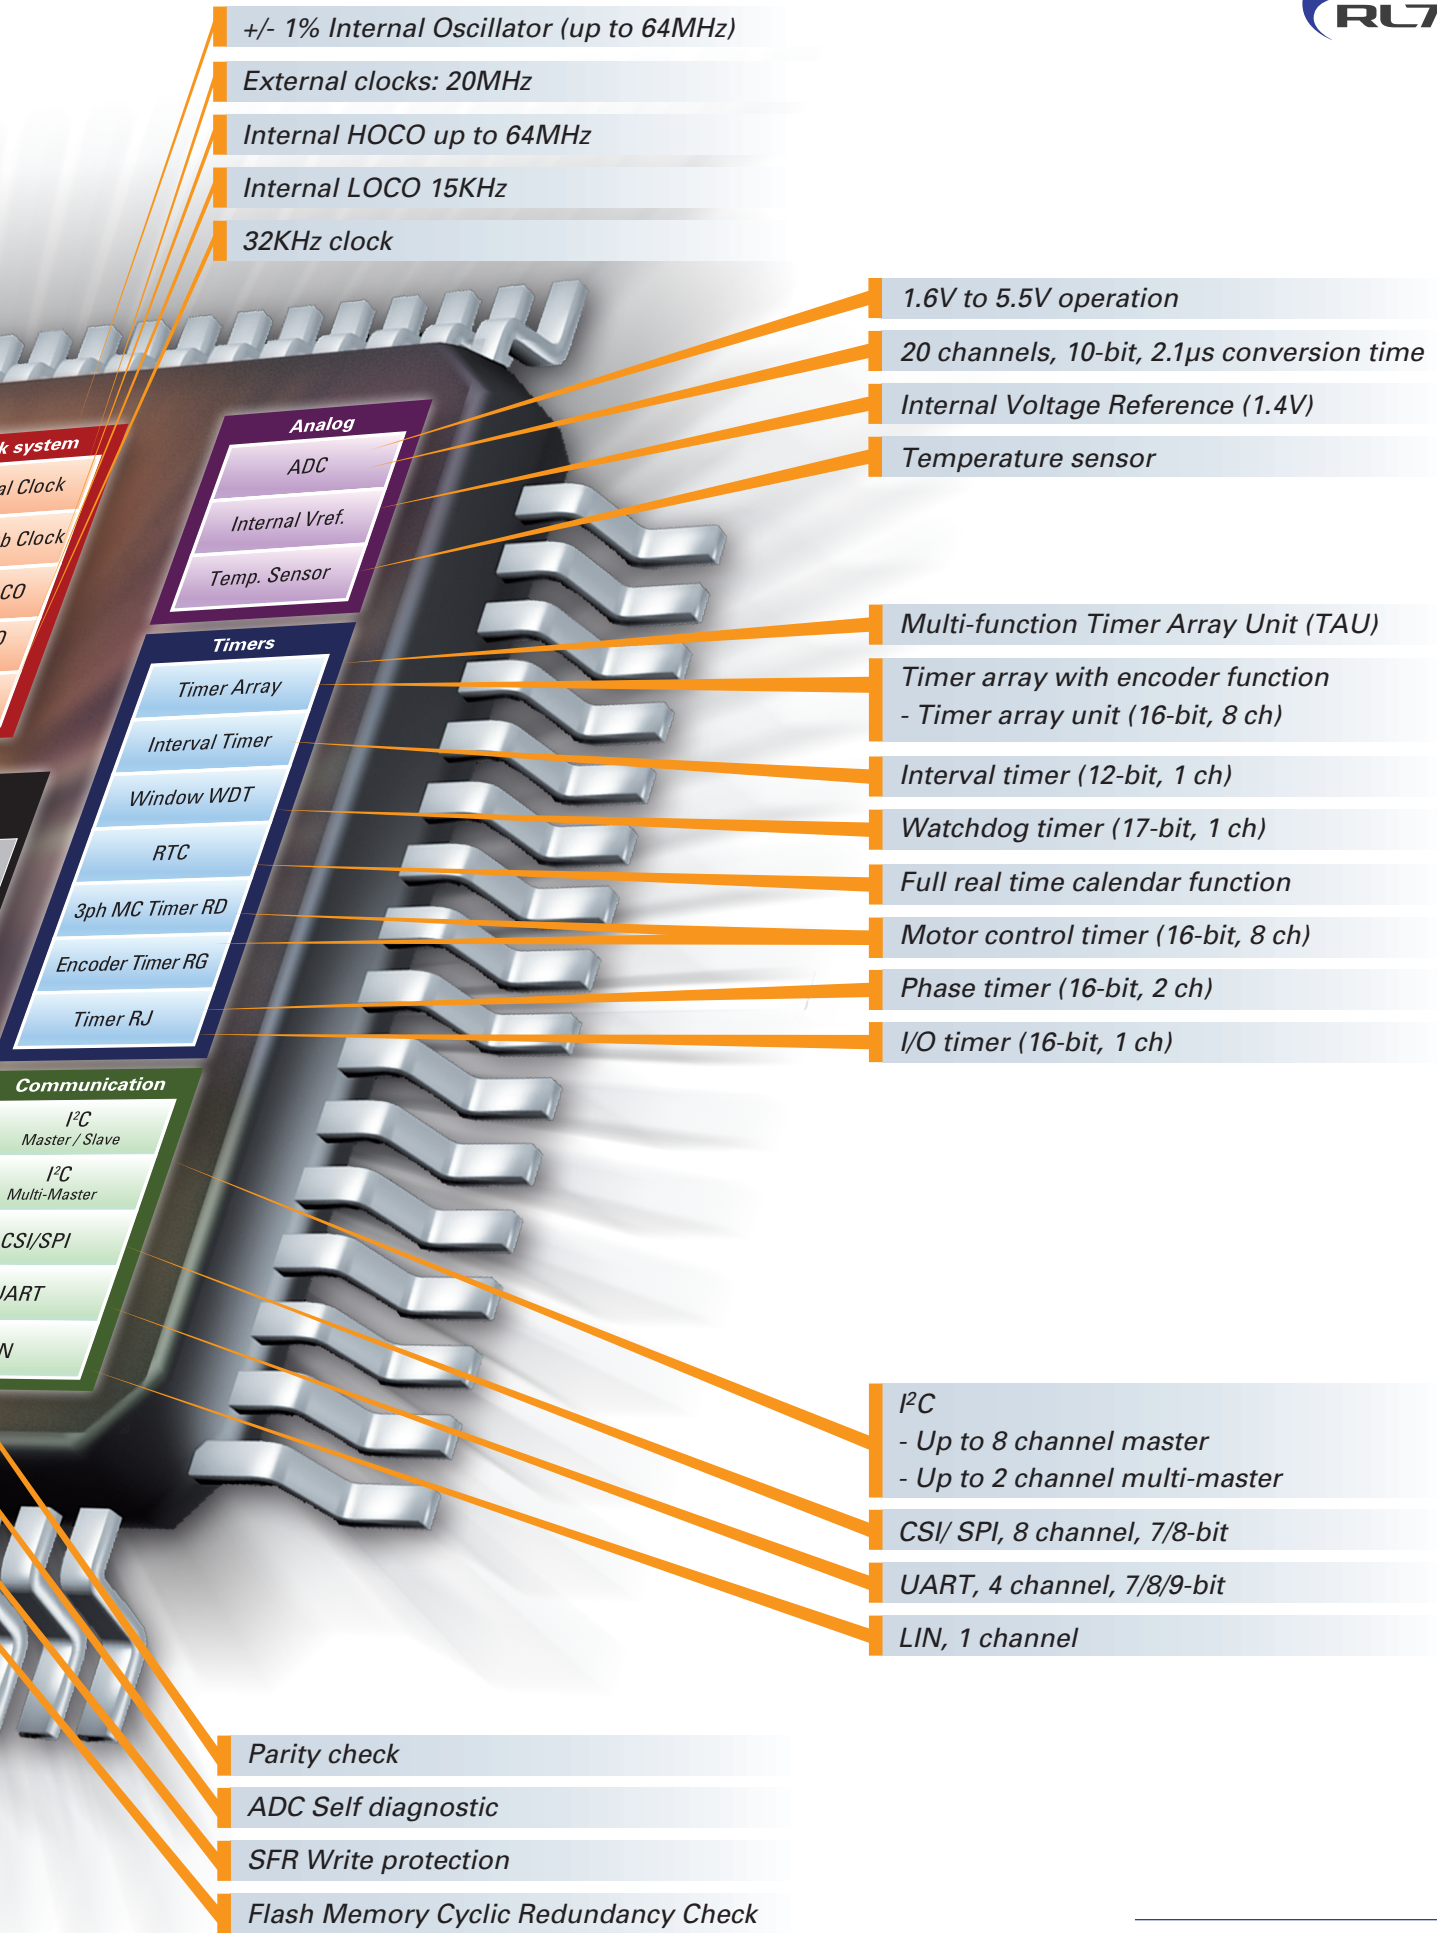 +/- 1% Internal Oscillator (up to 64MHz)
External clocks: 20MHz
Internal HOCO up to 64MHz
Internal LOCO 15KHz
32KHz clock
1.6V to 5.5V operation
20 channels, 10-bit, 2.1µs conversion time
Internal Voltage Reference (1.4V)
Temperature sensor
k system
al Clock
b Clock
CO
Analog
ADC
Internal Vref.
Temp. Sensor
Timers
Timer Array
Interval Timer
Window WDT
RTC
3ph MC Timer RD
Encoder Timer RG
Timer RJ
Multi-function Timer Array Unit (TAU)
Timer array with encoder function
- Timer array unit (16-bit, 8 ch)
Interval timer (12-bit, 1 ch)
Watchdog timer (17-bit, 1 ch)
Full real time calendar function
Motor control timer (16-bit, 8 ch)
Phase timer (16-bit, 2 ch)
I/O timer (16-bit, 1 ch)
Communication
I²C
Master / Slave
I²C
Multi-Master
CSI/SPI
UART
N
I²C
- Up to 8 channel master
- Up to 2 channel multi-master
CSI/ SPI, 8 channel, 7/8-bit
UART, 4 channel, 7/8/9-bit
LIN, 1 channel
Parity check
ADC Self diagnostic
SFR Write protection
Flash Memory Cyclic Redundancy Check